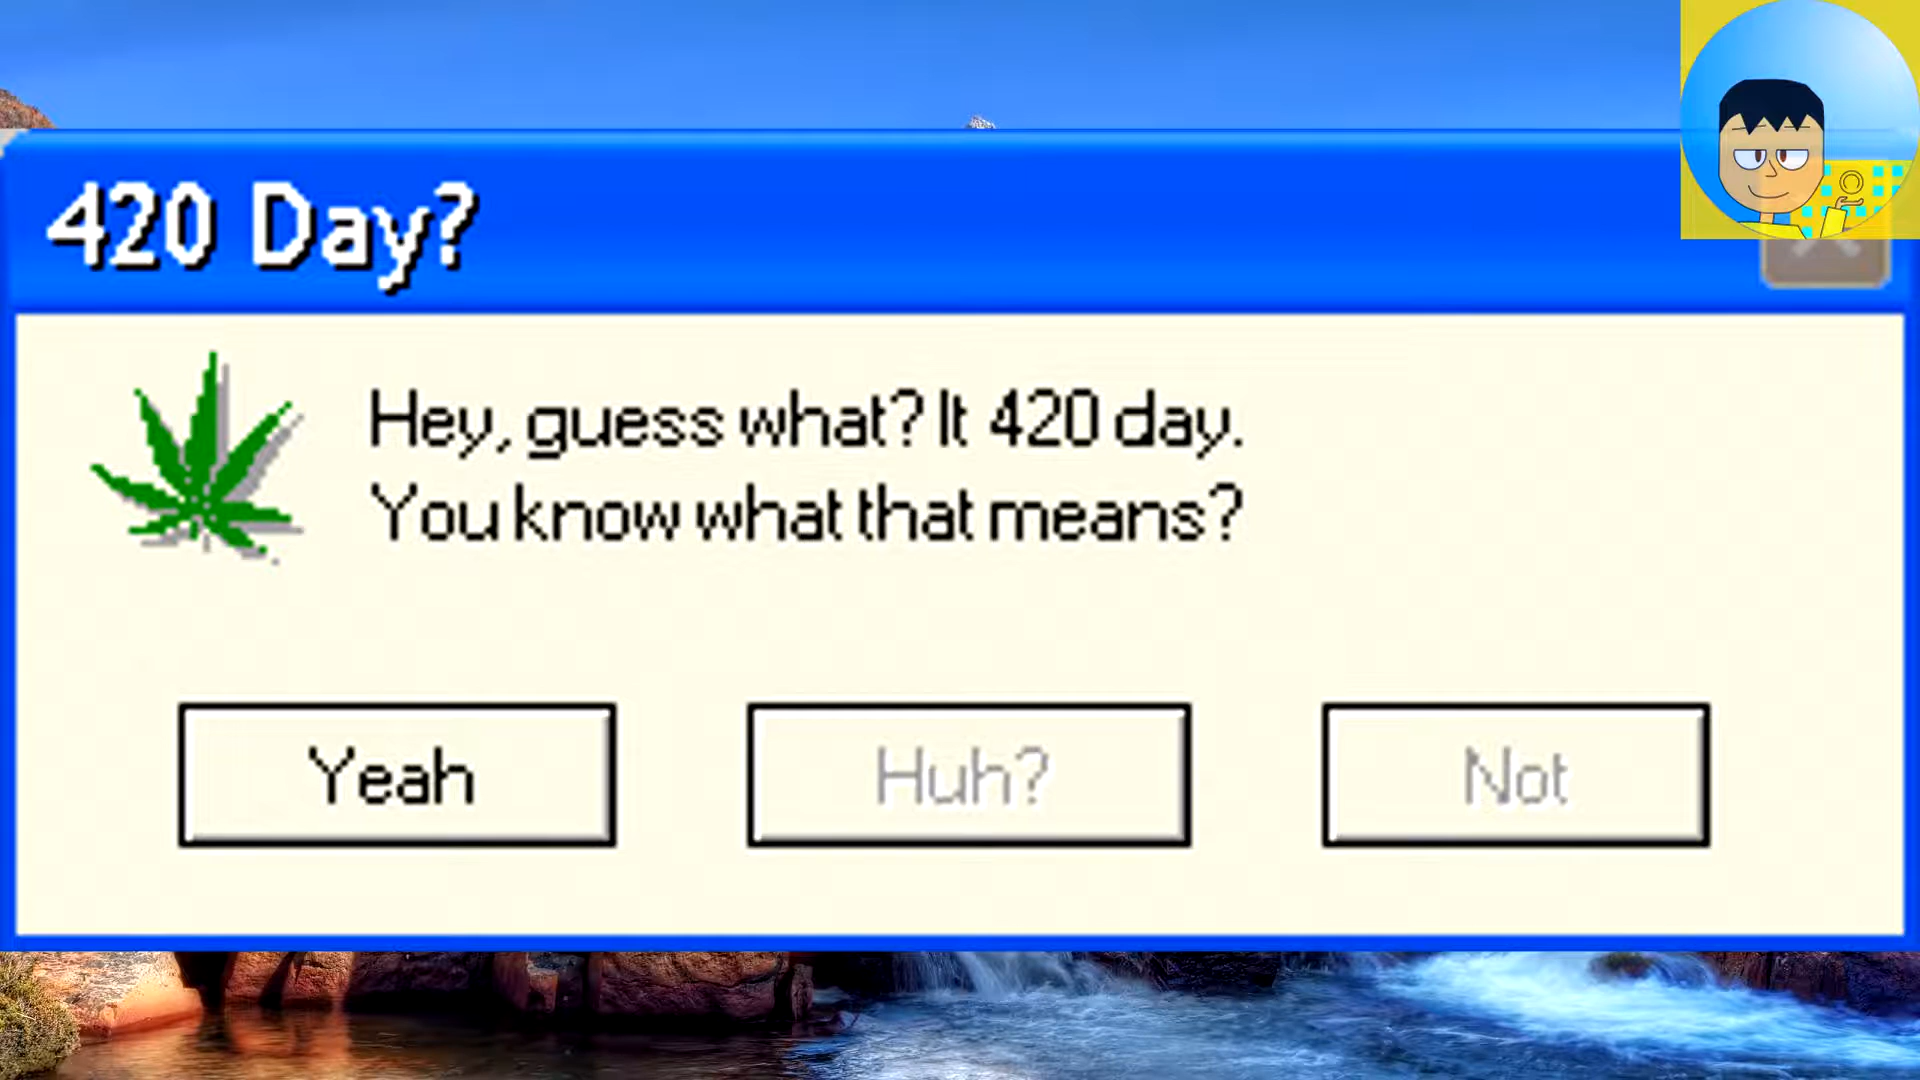 420 Day?
Hey, guess what? It 420 day.
You know what that means?
Yeah
Huh?
Not